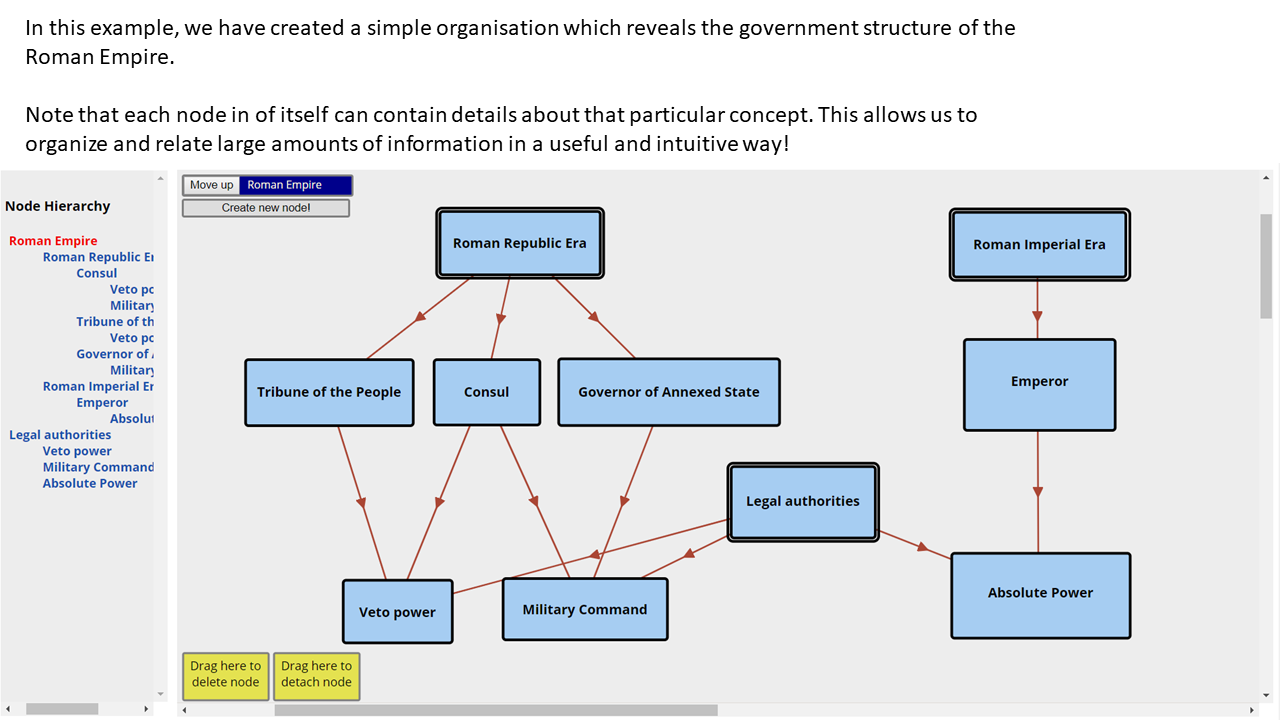 In this example, we have created a simple organisation which reveals the government structure of the
Roman Empire.
Note that each node in of itself can contain details about that particular concept. This allows us to
organize and relate large amounts of information in a useful and intuitive way!
Node Hierarchy
Roman Empire
Roman Republic Er
Consul
Veto po
Military
Tribune of th
Veto po
Governor of A
Military
Roman Imperial Er
Emperor
Absolut
Legal authorities
Veto power
Military Command
Absolute Power
Move up Roman Empire
Create new node!
Roman Republic Era
Roman Imperial Era
Tribune of the People
Consul
Governor of Annexed State
Emperor
Legal authorities
Veto power
Military Command
Absolute Power
Drag here to
delete node
Drag here to
detach node